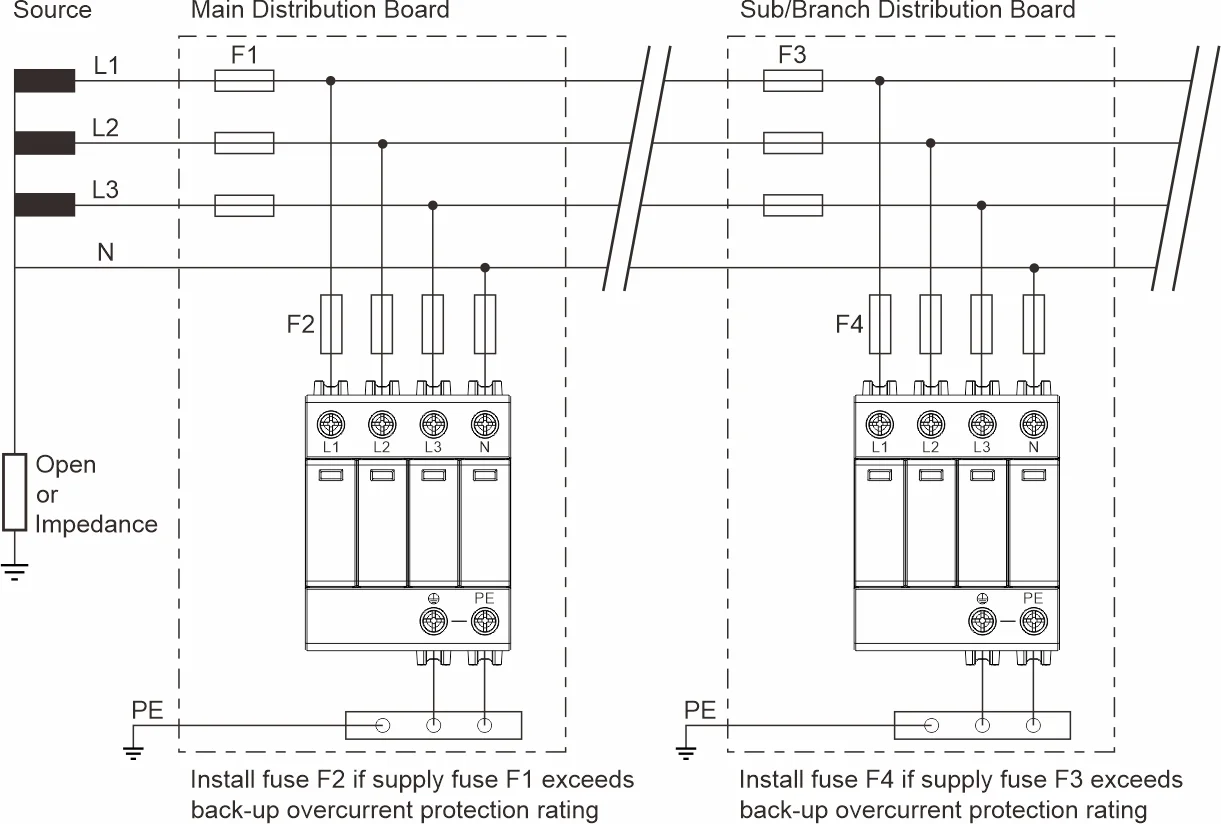 Source
Main Distribution Board
Sub/Branch Distribution Board
L1
F1
F3
L2
L3
N
F2
F4
L1 L2 L3 N
L1 L2 L3 N
Open
or
Impedance
PE
PE
PE
PE
Install fuse F2 if supply fuse F1 exceeds
back-up overcurrent protection rating
Install fuse F4 if supply fuse F3 exceeds
back-up overcurrent protection rating